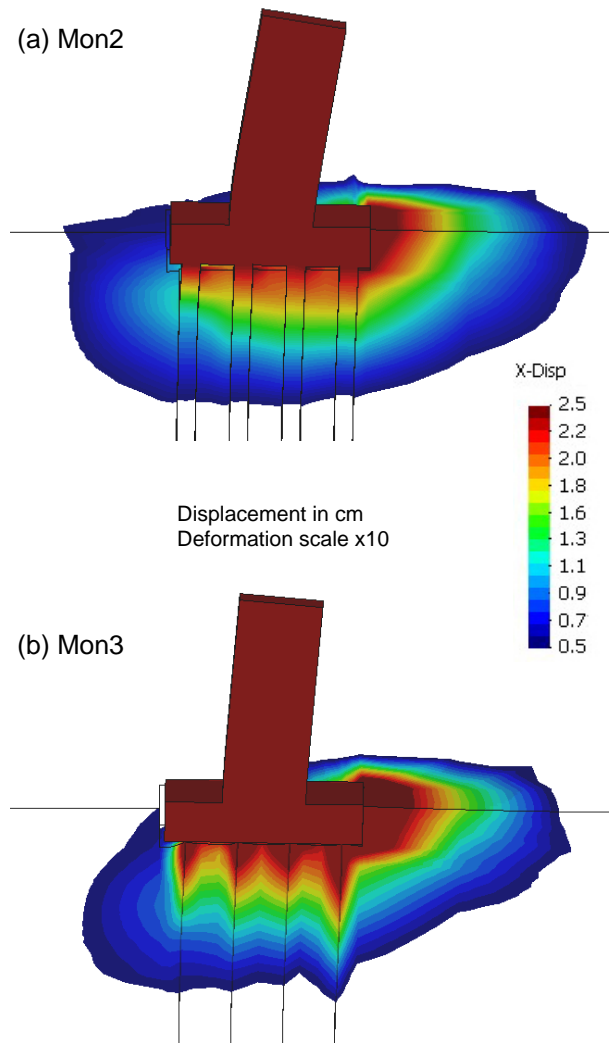 (a) Mon2
X-Disp
2.5
2.2
2.0
1.8
1.6
1.3
1.1
0.9
0.7
0.5
Displacement in cm
Deformation scale x10
(b) Mon3